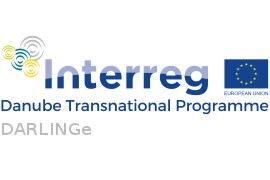 Interreg
EUROPEAN UNION
Danube Transnational Programme
DARLINGe